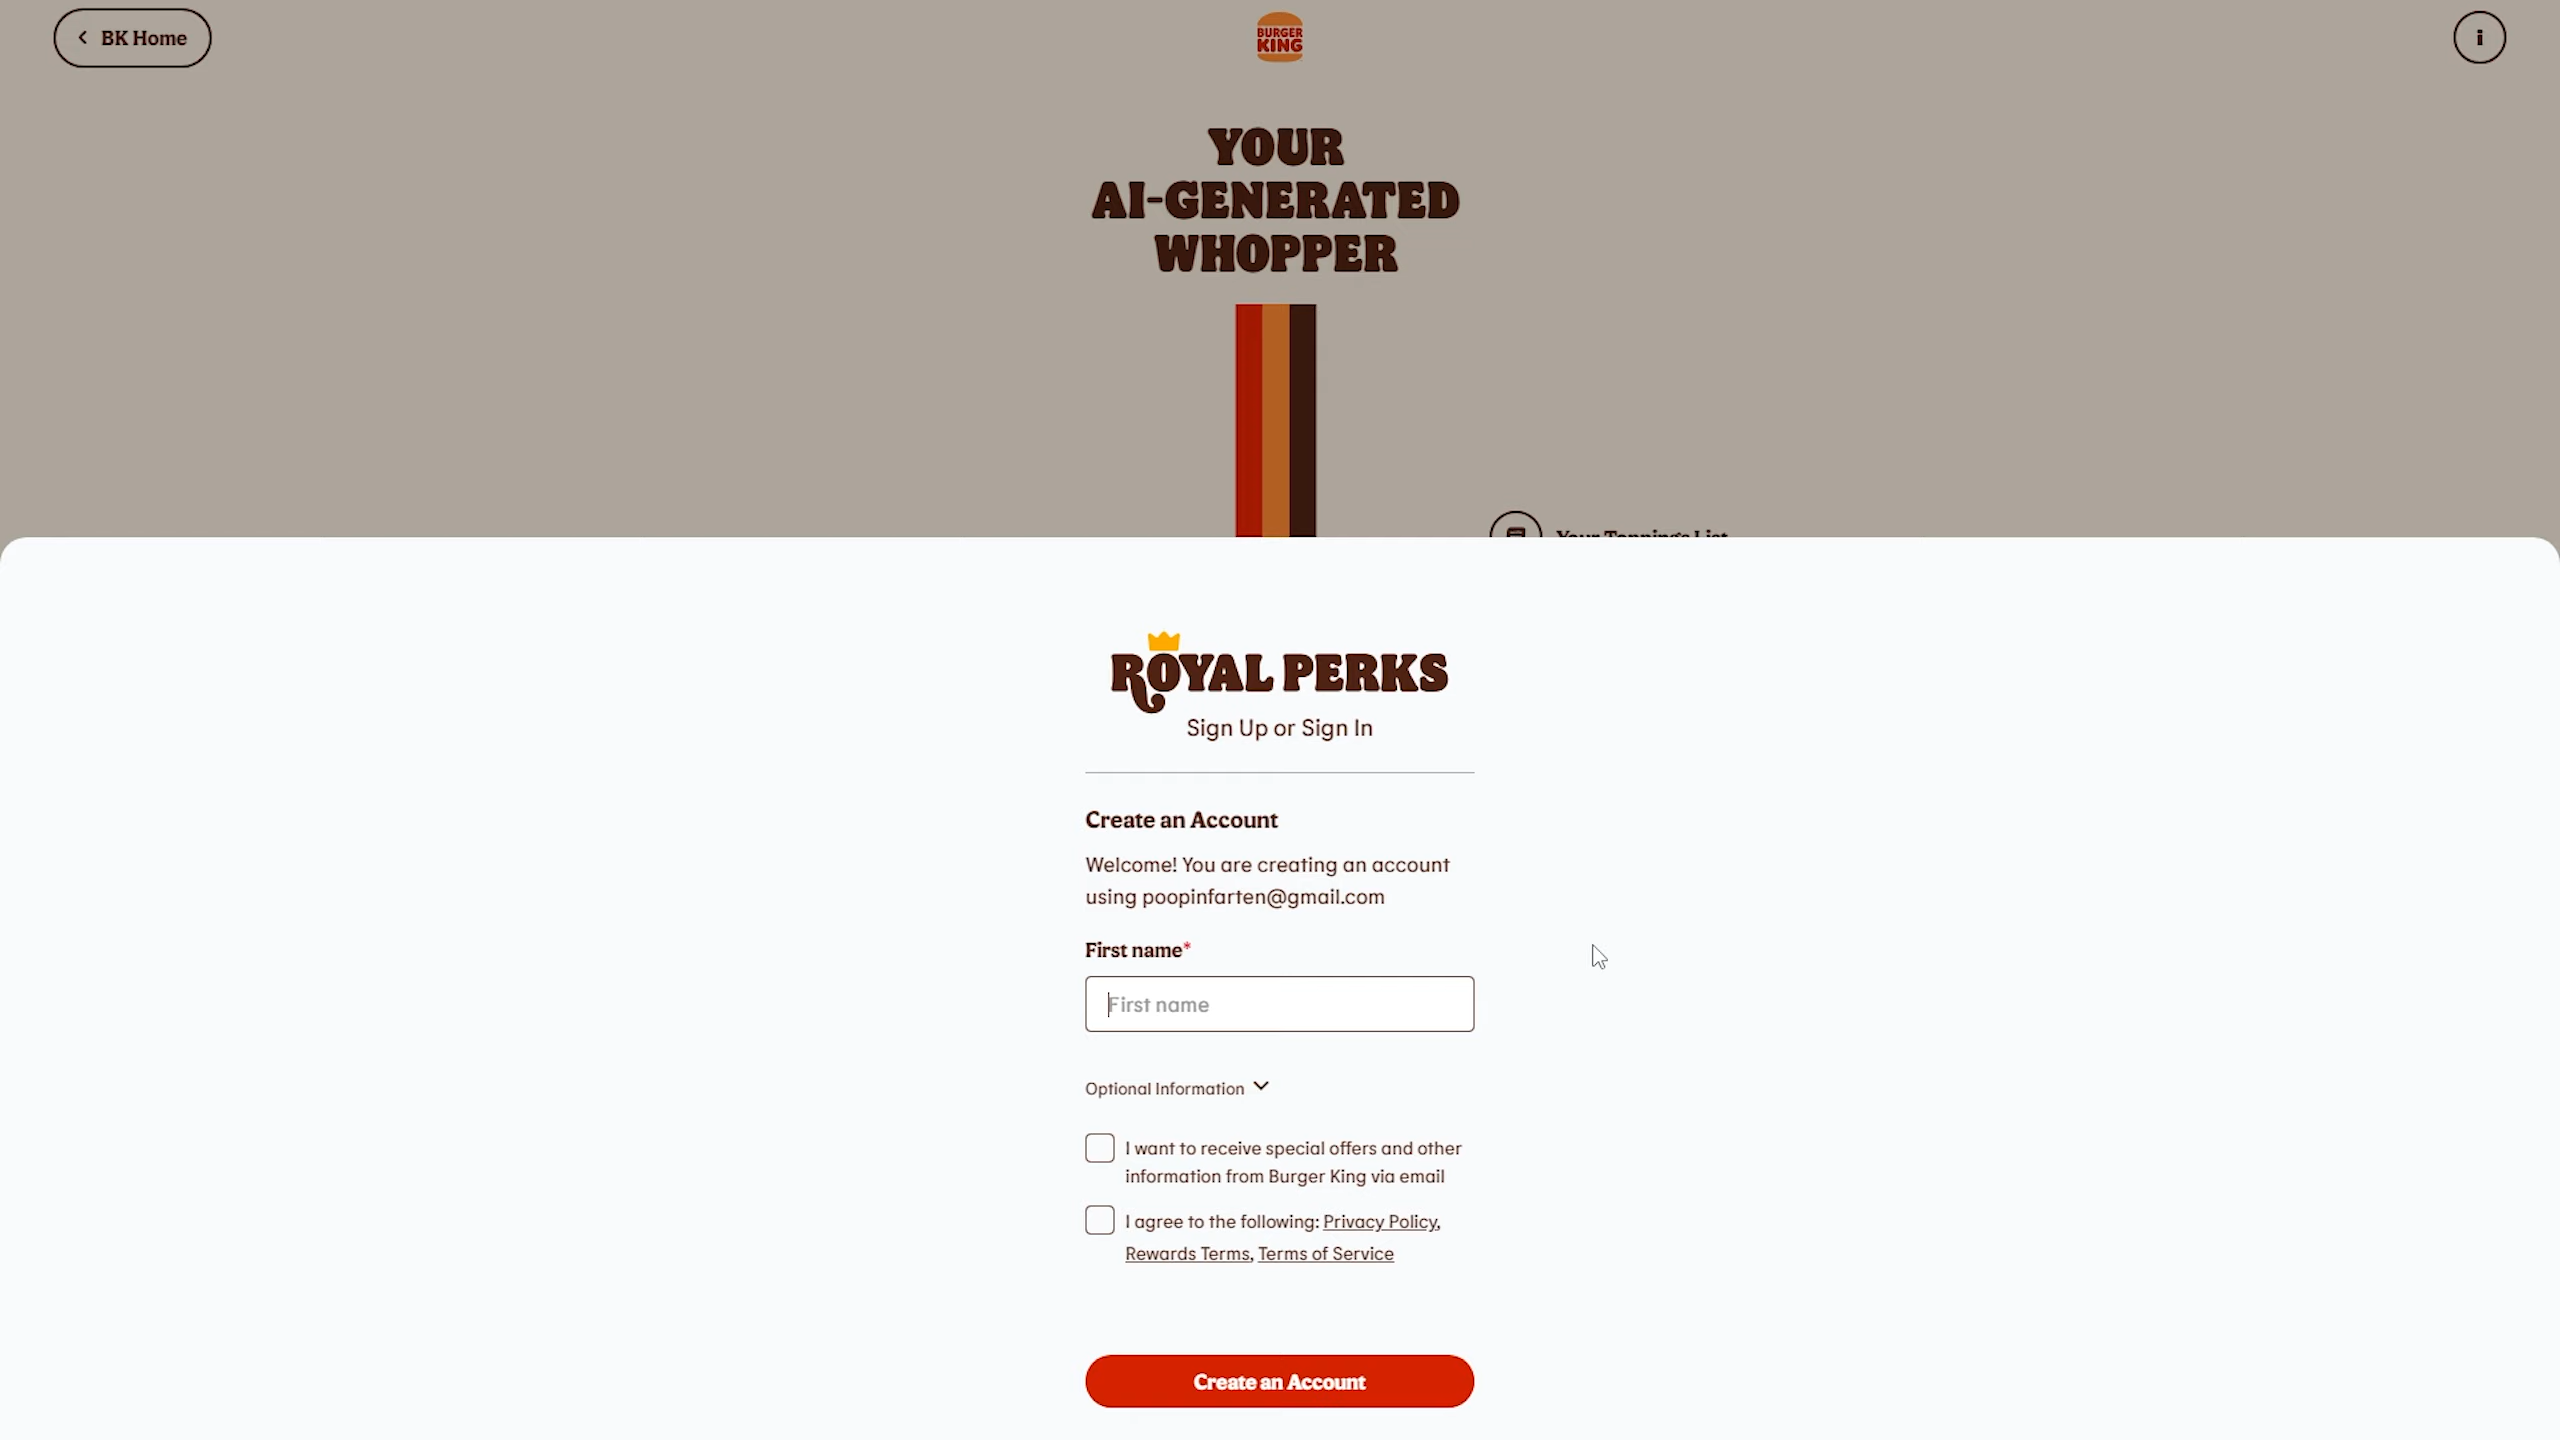 BK Home
BURGER
KING
i
YOUR
AI-GENERATED
WHOPPER
Your Toppings List
ROYAL PERKS
Sign Up or Sign In
Create an Account
Welcome! You are creating an account
using poopinfarten@gmail.com
First name*
First name
Optional Information
I want to receive special offers and other
information from Burger King via email
I agree to the following: Privacy Policy,
Rewards Terms, Terms of Service
Create an Account